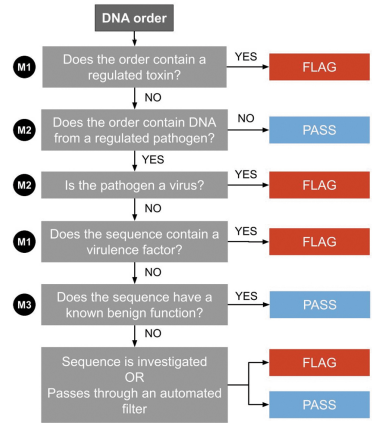 DNA order
M1
Does the order contain a
regulated toxin?
YES
FLAG
NO
M2
Does the order contain DNA
from a regulated pathogen?
NO
PASS
YES
M2
Is the pathogen a virus?
YES
FLAG
NO
M1
Does the sequence contain a
virulence factor?
YES
FLAG
NO
M3
Does the sequence have a
known benign function?
YES
PASS
NO
Sequence is investigated
OR
Passes through an automated
filter
FLAG
PASS